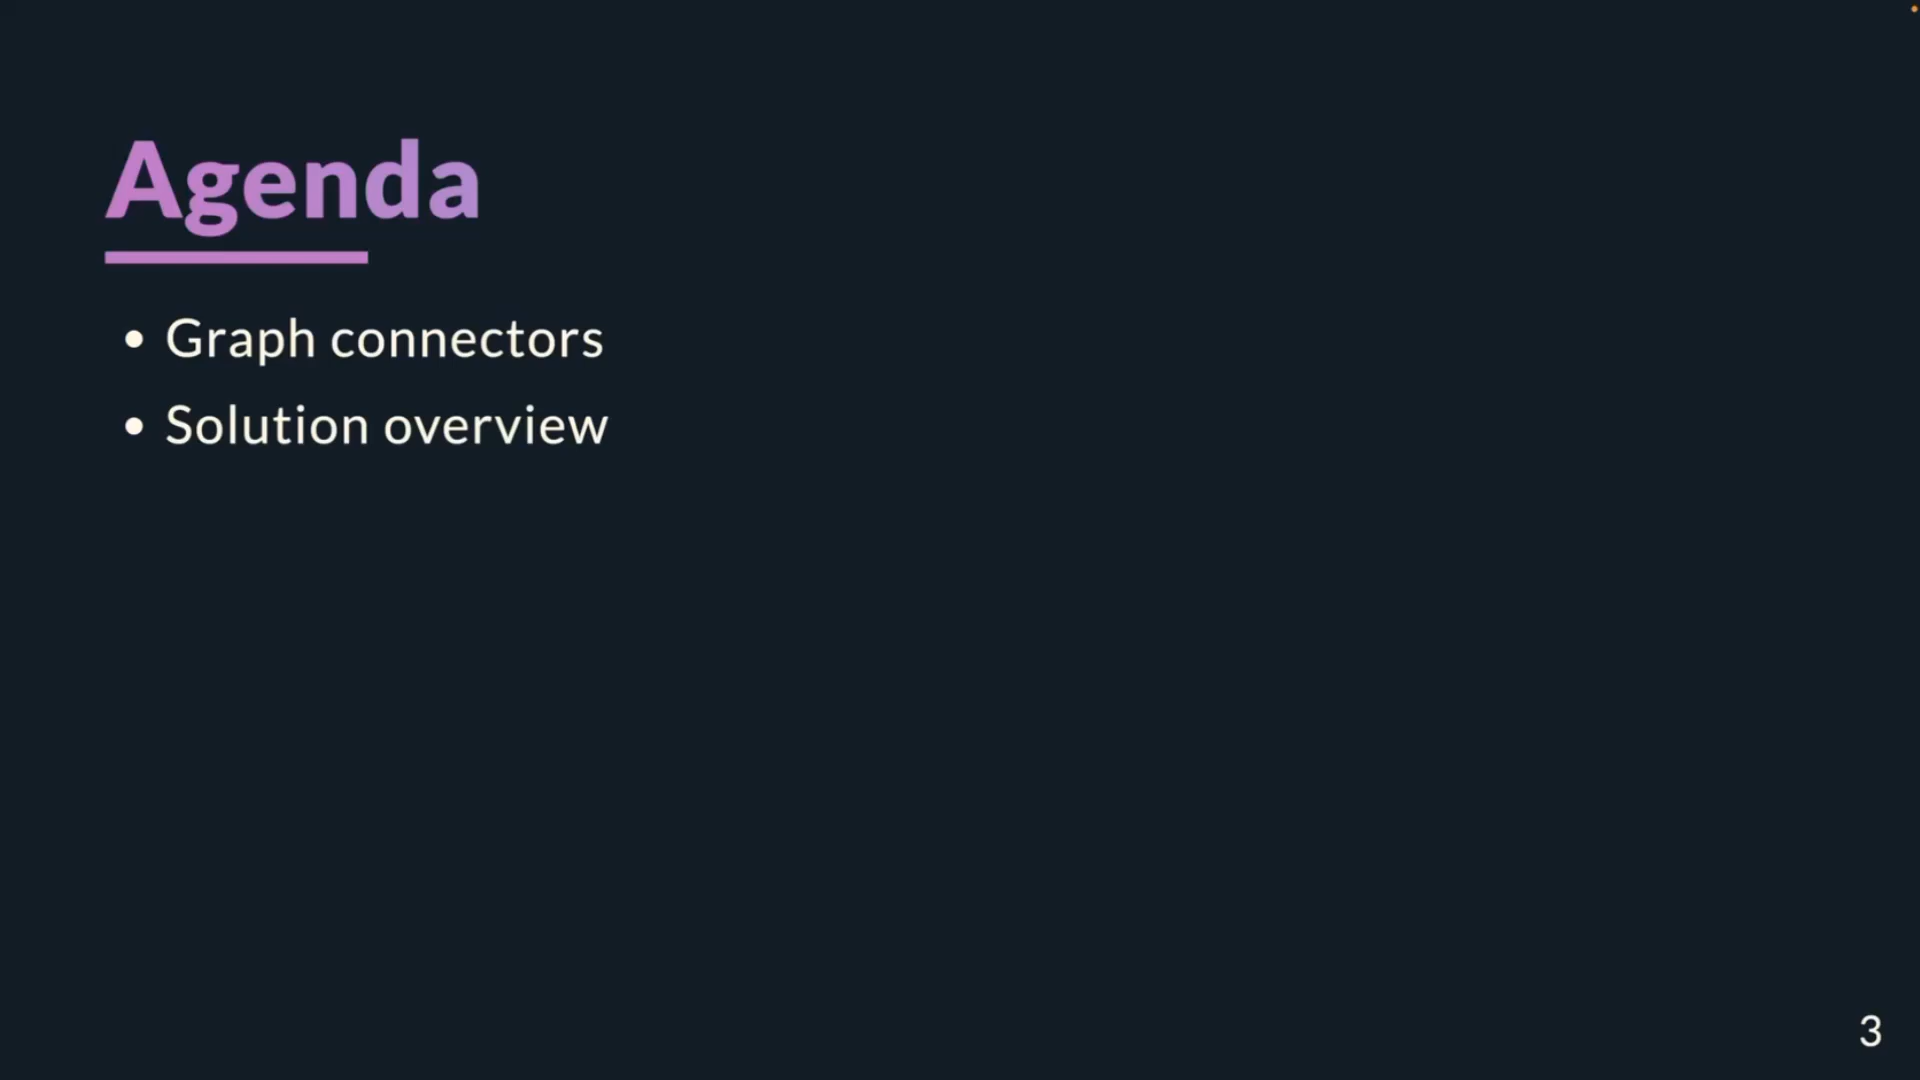 Agenda
• Graph connectors
• Solution overview
3